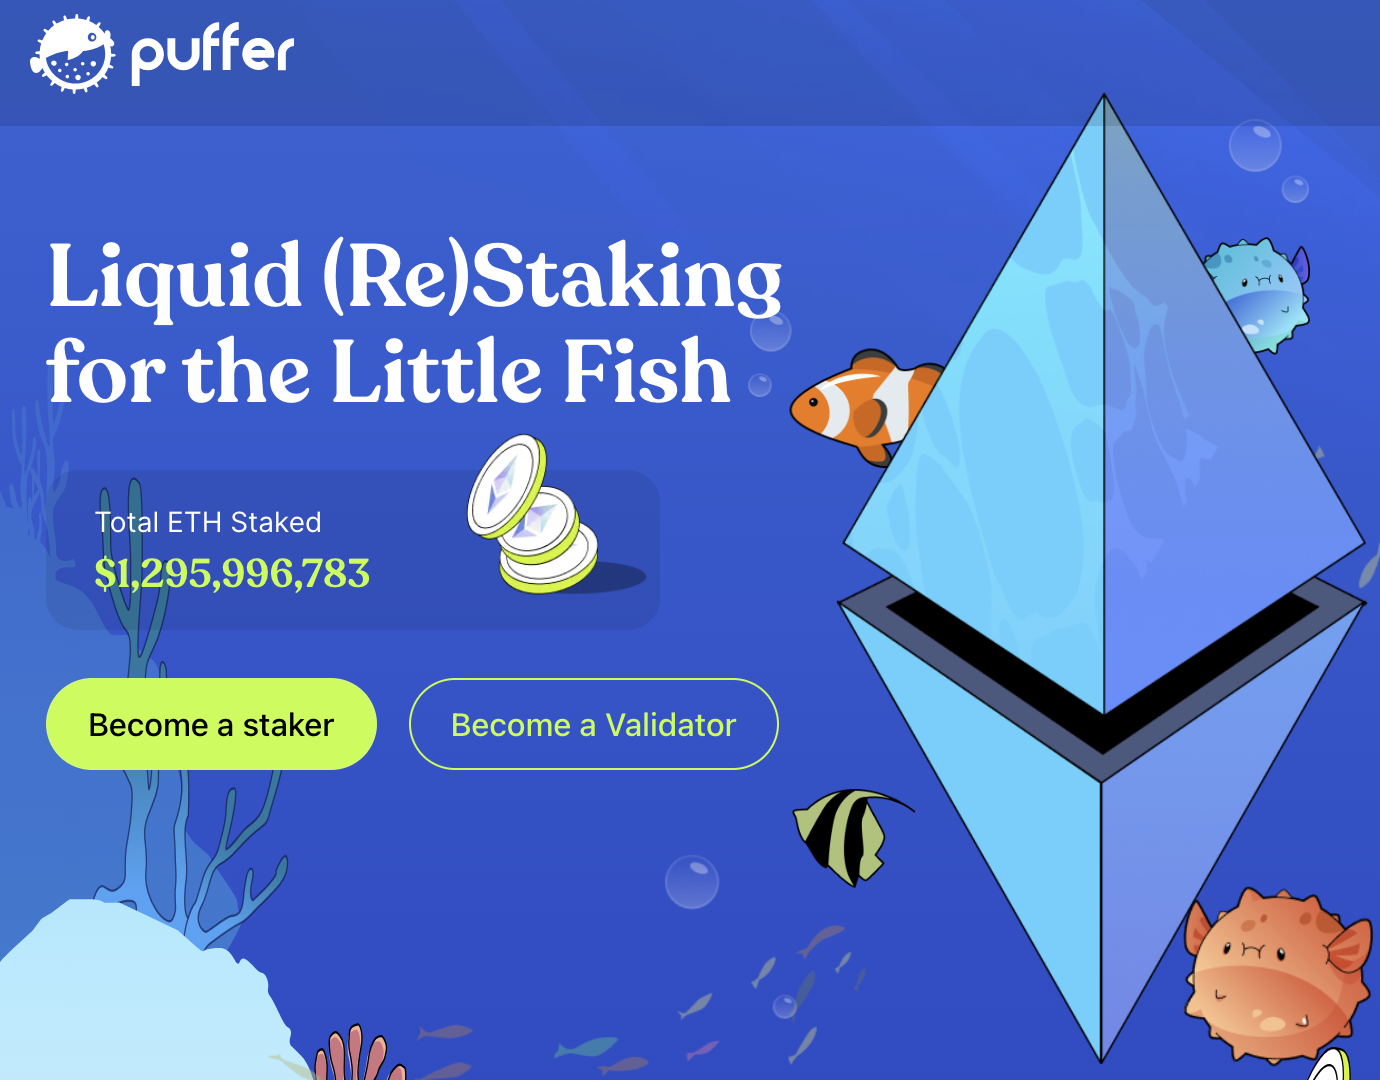 puffer
Liquid (Re)Staking
for the Little Fish
Total ETH Staked
$1,295,996,783
Become a staker
Become a Validator